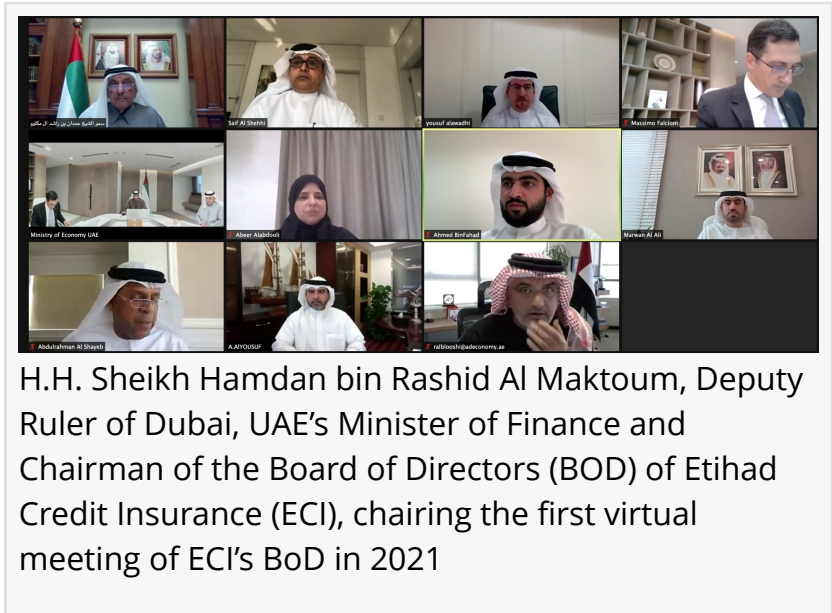 سمو الشيخ حمدان بن راشد ال مكتوم
Saif Al Shehhi
yousuf alawadhi
Massimo Falcioni
Ministry of Economy UAE
Abeer Alabdooli
Ahmed BinFahad
Marwan Al Ali
Abdulrahman Al Shayeb
A.AlYOUSUF
ralblooshi@adeconomy.ae
H.H. Sheikh Hamdan bin Rashid Al Maktoum, Deputy
Ruler of Dubai, UAE’s Minister of Finance and
Chairman of the Board of Directors (BOD) of Etihad
Credit Insurance (ECI), chairing the first virtual
meeting of ECI’s BoD in 2021